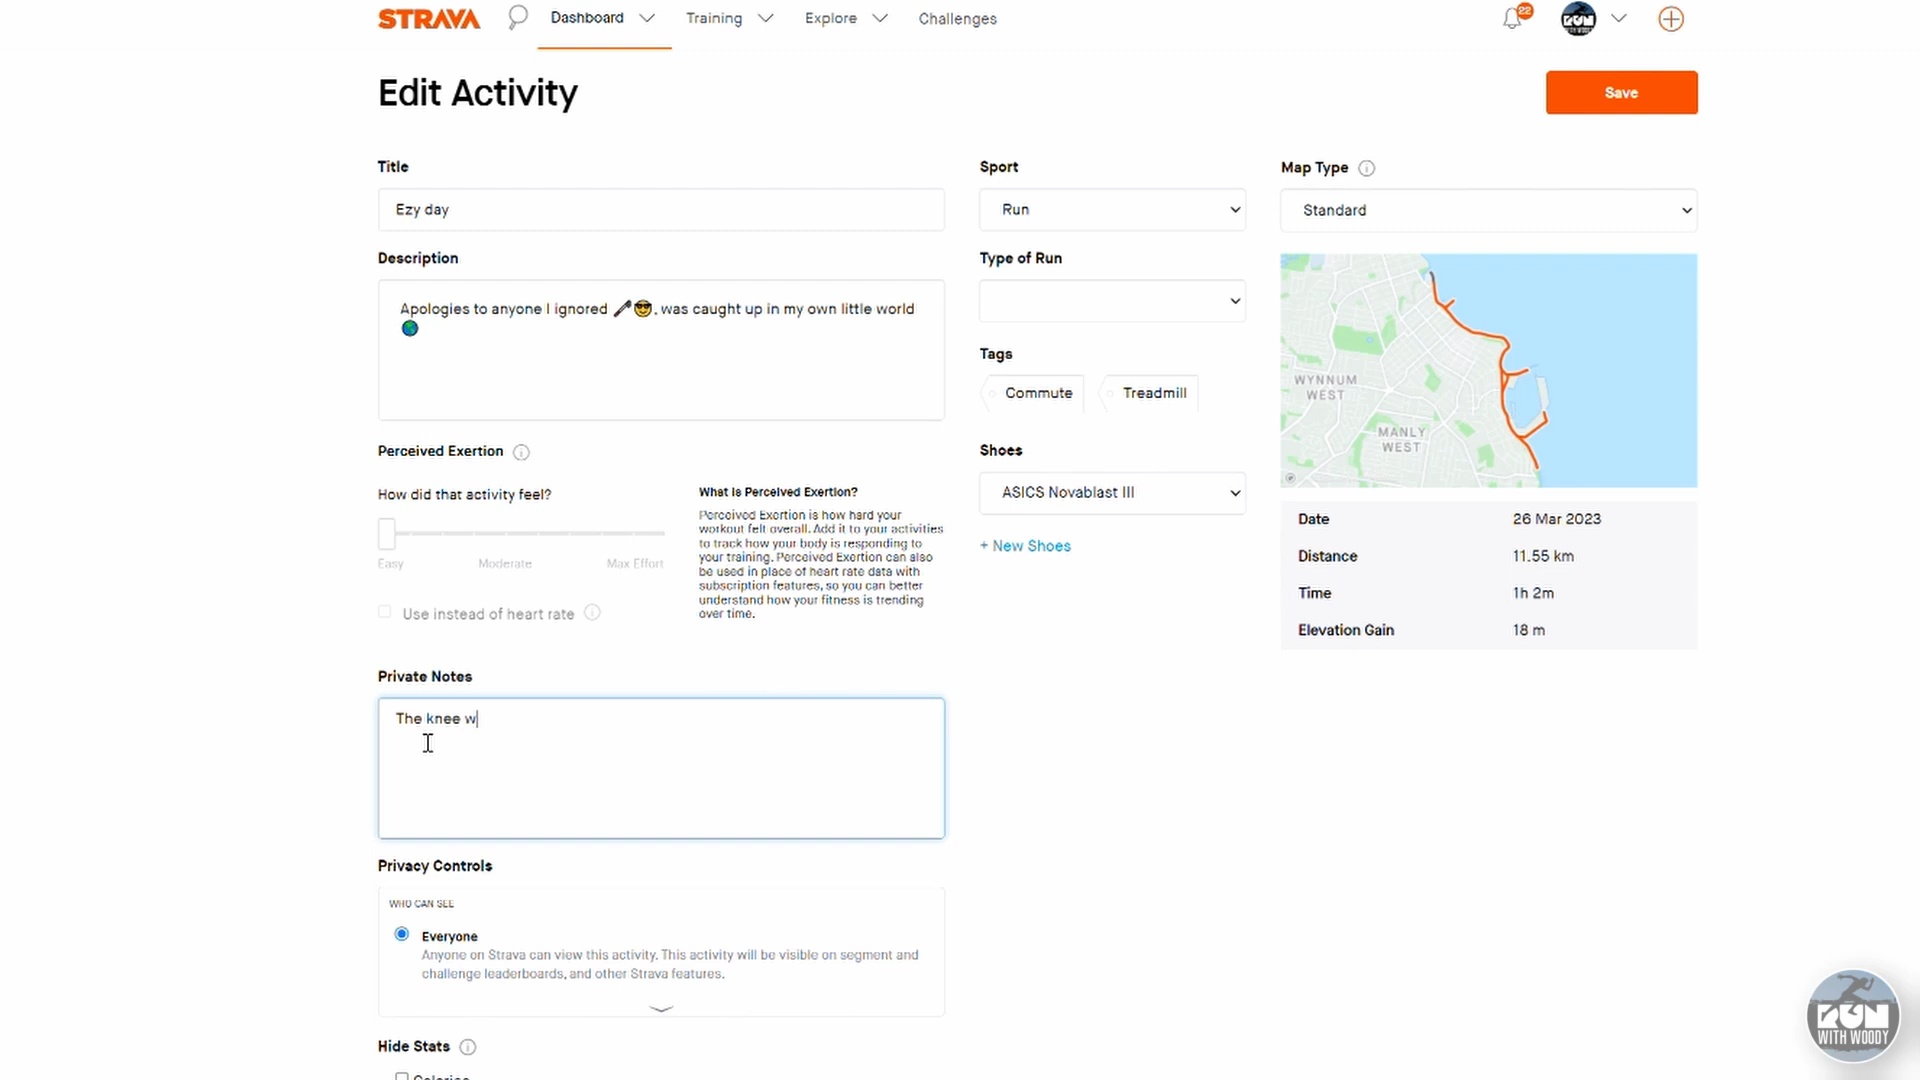 STRAVA
Dashboard
Training
Explore
Challenges
22
Edit Activity
Save
Title
Ezy day
Description
Apologies to anyone I ignored 🦯😎, was caught up in my own little world
🌏
Perceived Exertion
How did that activity feel?
Easy
Moderate
Max Effort
Use instead of heart rate
What is Perceived Exertion?
Perceived Exertion is how hard your
workout felt overall. Add it to your activities
to track how your body is responding to
your training. Perceived Exertion can also
be used in place of heart rate data with
subscription features, so you can better
understand how your fitness is trending
over time.
Private Notes
The knee w
Privacy Controls
WHO CAN SEE
Everyone
Anyone on Strava can view this activity. This activity will be visible on segment and
challenge leaderboards, and other Strava features.
Hide Stats
Calories
Sport
Run
Type of Run
Tags
Commute
Treadmill
Shoes
ASICS Novablast III
+ New Shoes
Map Type
Standard
WYNNUM
WEST
MANLY
WEST
Date
26 Mar 2023
Distance
11.55 km
Time
1h 2m
Elevation Gain
18 m
RUN
WITH WOODY